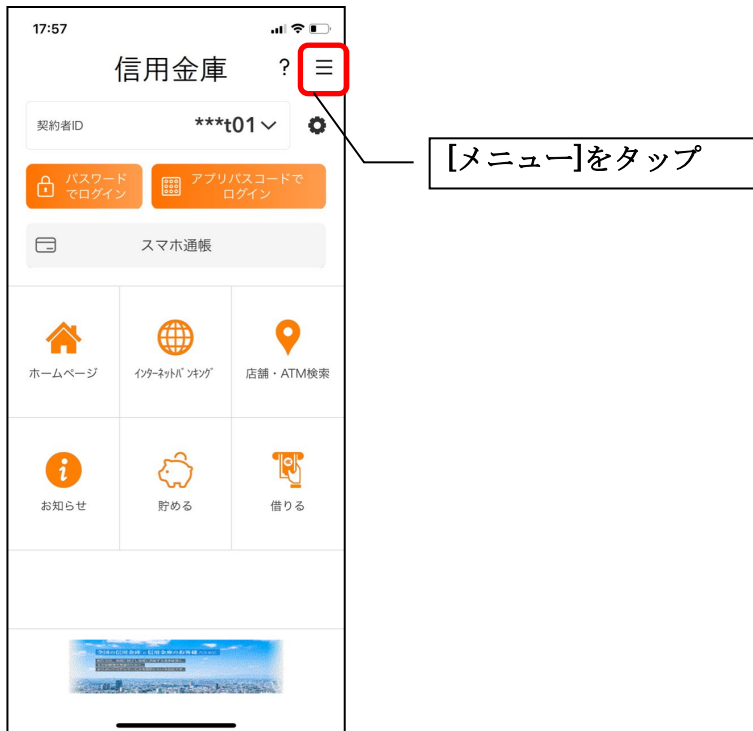 17:57
信用金庫 ?
契約者ID ***t01
[メニュー]をタップ
パスワード
でログイン
アプリパスコードで
ログイン
スマホ通帳
ホームページ
ｲﾝﾀｰﾈｯﾄﾊﾞﾝｷﾝｸﾞ
店舗・ATM検索
お知らせ
貯める
借りる